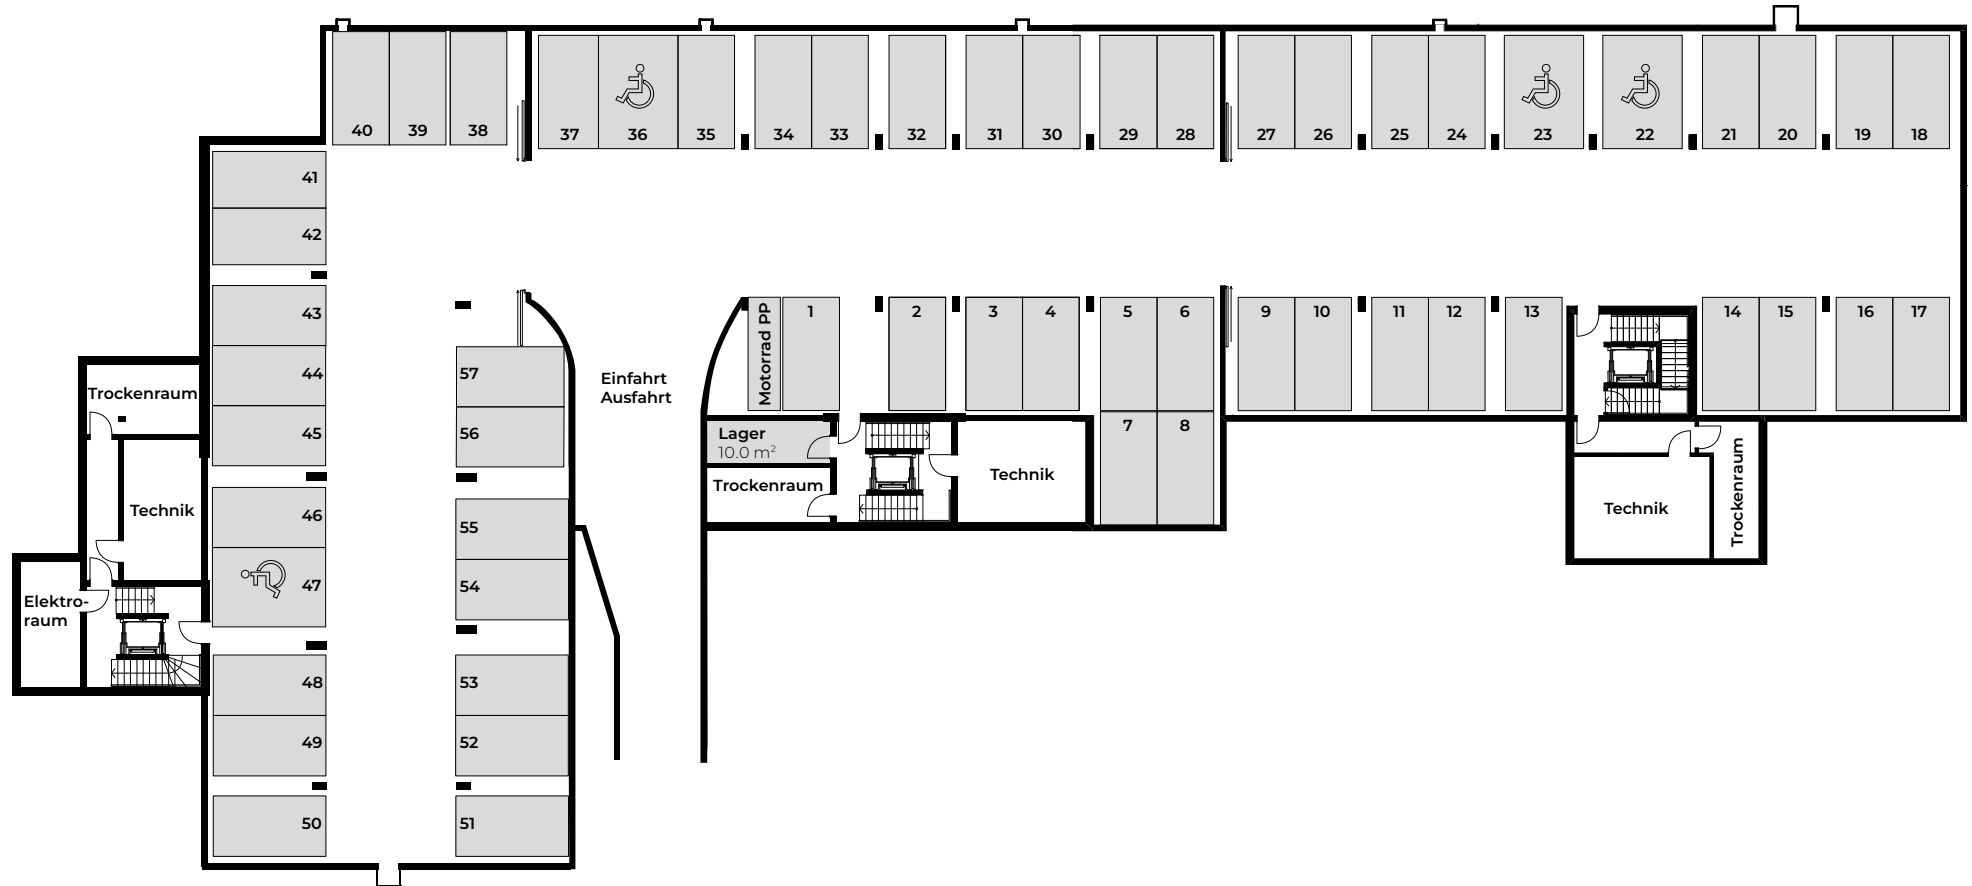 40 39 38 37 36 35 34 33 32 31 30 29 28 27 26 25 24 23 22 21 20 19 18
41
42
43
44
45
46
47
48
49
50
57
56
55
54
53
52
51
Einfahrt
Ausfahrt
Motorrad PP
1 2 3 4 5 6 9 10 11 12 13 14 15 16 17
7 8
Lager
10.0 m²
Trockenraum
Technik
Technik
Trockenraum
Trockenraum
Technik
Elektro-
raum